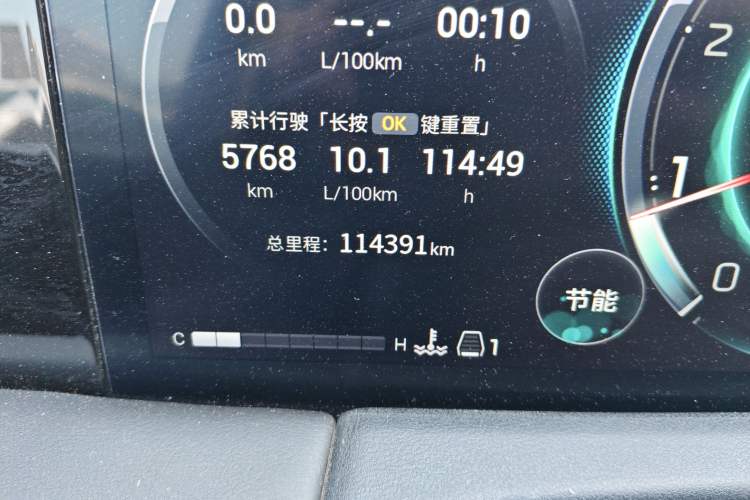 0.0 --.- 00:10
km L/100km h
累计行驶「长按 OK 键重置」
5768 10.1 114:49
km L/100km h
总里程：114391km
节能
C H 1
2
1
0